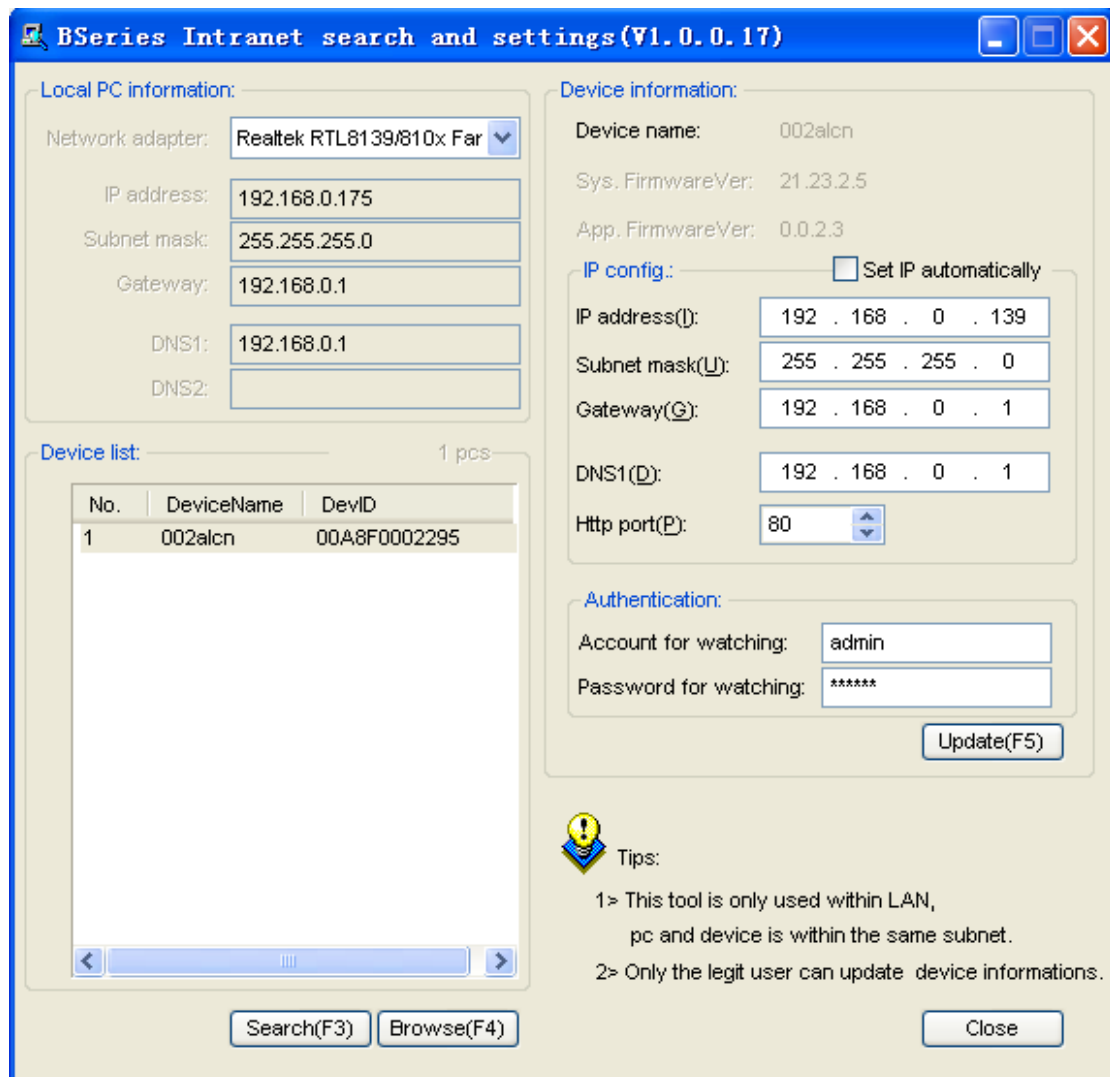 BSeries Intranet search and settings(V1.0.0.17)
Local PC information:
Network adapter: Realtek RTL8139/810x Far
IP address: 192.168.0.175
Subnet mask: 255.255.255.0
Gateway: 192.168.0.1
DNS1: 192.168.0.1
DNS2:
Device list: 1 pcs
No. DeviceName DevID
1 002alcn 00A8F0002295
Search(F3) Browse(F4)
Device information:
Device name: 002alcn
Sys. FirmwareVer: 21.23.2.5
App. FirmwareVer: 0.0.2.3
IP config.: Set IP automatically
IP address(I): 192 . 168 . 0 . 139
Subnet mask(U): 255 . 255 . 255 . 0
Gateway(G): 192 . 168 . 0 . 1
DNS1(D): 192 . 168 . 0 . 1
Http port(P): 80
Authentication:
Account for watching: admin
Password for watching: ******
Update(F5)
Tips:
1> This tool is only used within LAN,
pc and device is within the same subnet.
2> Only the legit user can update device informations.
Close